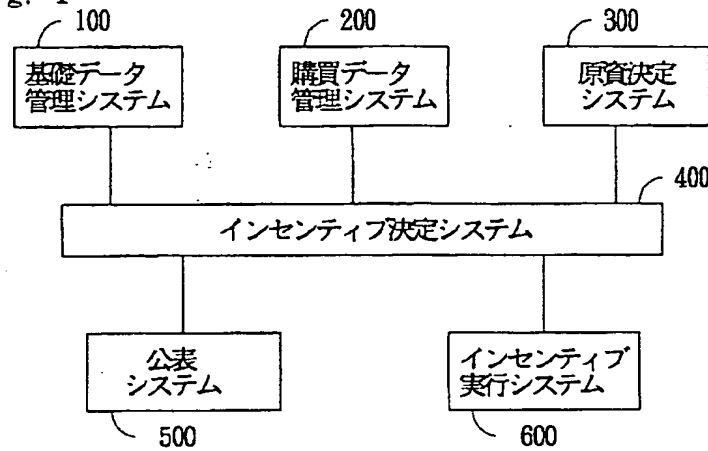 100
200
300
基礎データ
管理システム
購買データ
管理システム
原資決定
システム
400
インセンティブ決定システム
公表
システム
インセンティブ
実行システム
500
600